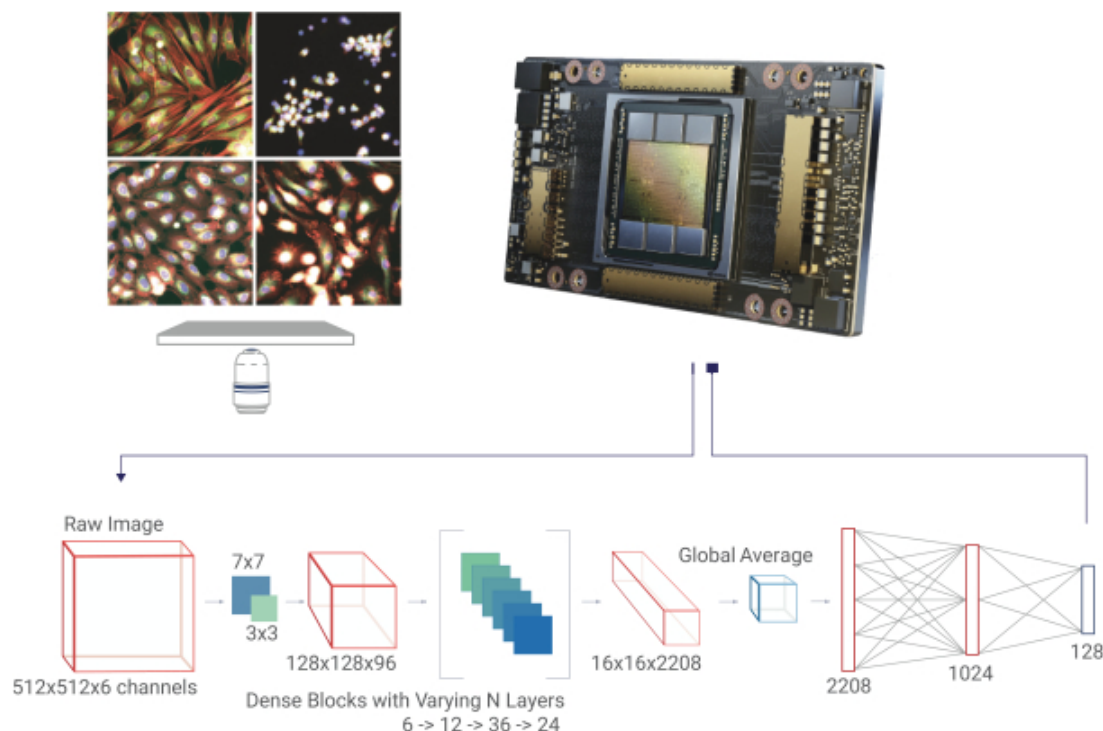 Raw Image
7x7
3x3
512x512x6 channels
128x128x96
Dense Blocks with Varying N Layers
6 -> 12 -> 36 -> 24
16x16x2208
Global Average
2208
1024
128